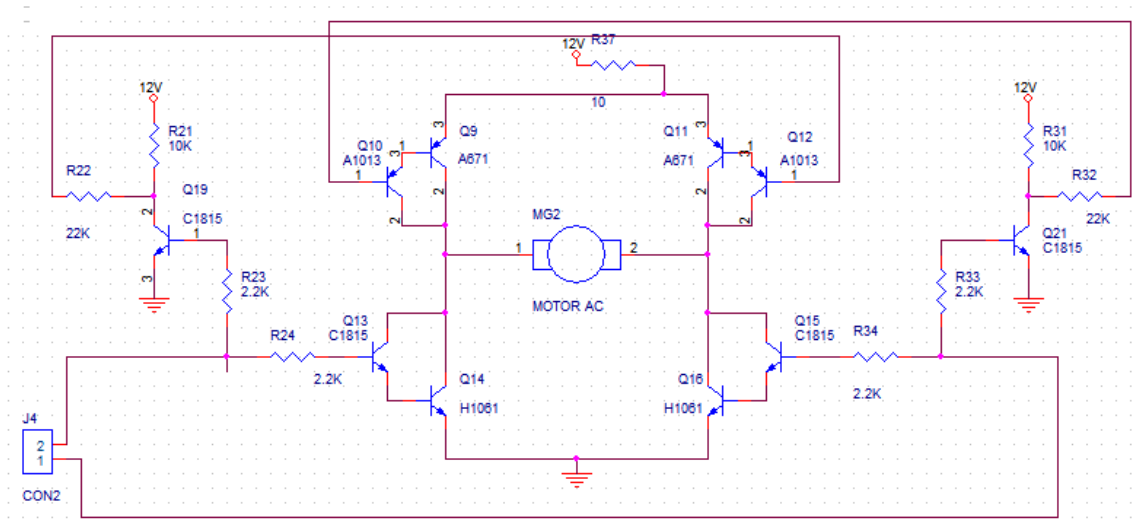 12V
R37
10
12V
R21
10K
R22
22K
Q19
C1815
2
1
3
R23
2.2K
R24
2.2K
Q10
A1013
3
1
1
2
Q9
A671
3
2
Q11
A671
3
2
Q12
A1013
1
3
1
2
MG2
1
2
MOTOR AC
12V
R31
10K
R32
22K
Q21
C1815
R33
2.2K
Q13
C1815
Q14
H1061
Q15
C1815
R34
2.2K
Q16
H1061
J4
2
1
CON2